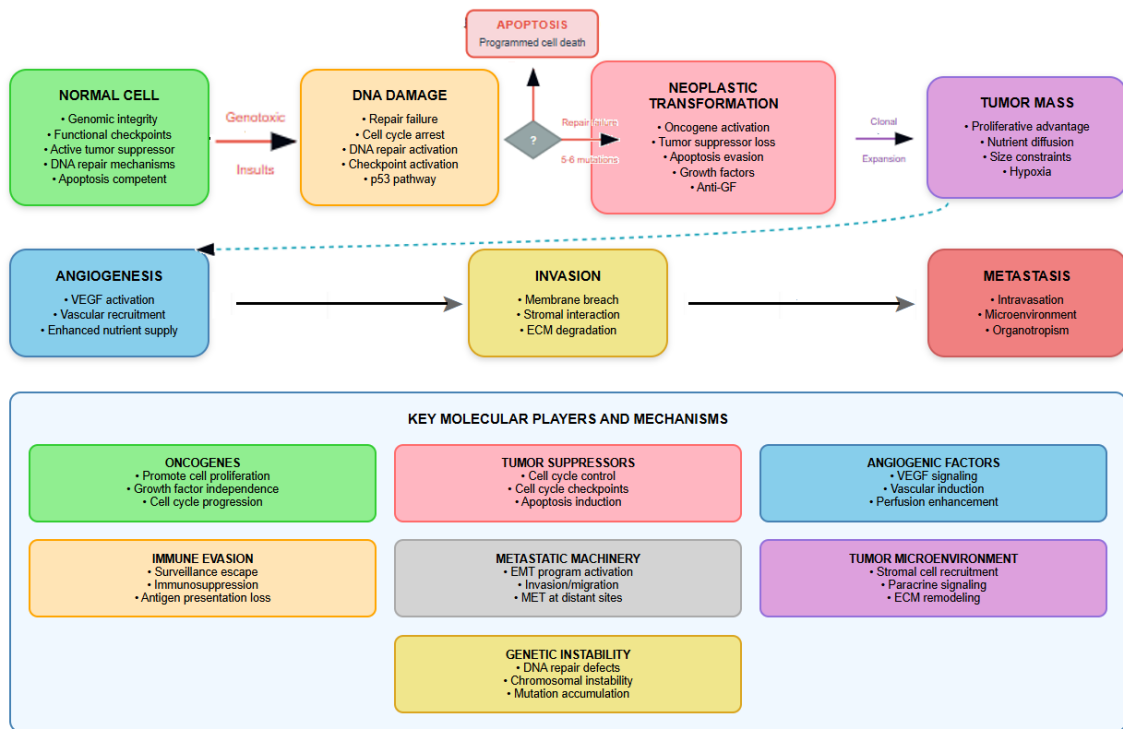 APOPTOSIS
Programmed cell death
NORMAL CELL
• Genomic integrity
• Functional checkpoints
• Active tumor suppressor
• DNA repair mechanisms
• Apoptosis competent
Genotoxic
Insults
DNA DAMAGE
• Repair failure
• Cell cycle arrest
• DNA repair activation
• Checkpoint activation
• p53 pathway
?
Repair failure
5-6 mutations
NEOPLASTIC
TRANSFORMATION
• Oncogene activation
• Tumor suppressor loss
• Apoptosis evasion
• Growth factors
• Anti-GF
Clonal
Expansion
TUMOR MASS
• Proliferative advantage
• Nutrient diffusion
• Size constraints
• Hypoxia
ANGIOGENESIS
• VEGF activation
• Vascular recruitment
• Enhanced nutrient supply
INVASION
• Membrane breach
• Stromal interaction
• ECM degradation
METASTASIS
• Intravasation
• Microenvironment
• Organotropism
KEY MOLECULAR PLAYERS AND MECHANISMS
ONCOGENES
• Promote cell proliferation
• Growth factor independence
• Cell cycle progression
TUMOR SUPPRESSORS
• Cell cycle control
• Cell cycle checkpoints
• Apoptosis induction
ANGIOGENIC FACTORS
• VEGF signaling
• Vascular induction
• Perfusion enhancement
IMMUNE EVASION
• Surveillance escape
• Immunosuppression
• Antigen presentation loss
METASTATIC MACHINERY
• EMT program activation
• Invasion/migration
• MET at distant sites
TUMOR MICROENVIRONMENT
• Stromal cell recruitment
• Paracrine signaling
• ECM remodeling
GENETIC INSTABILITY
• DNA repair defects
• Chromosomal instability
• Mutation accumulation